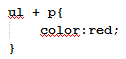 ul + p{
color:red;
}